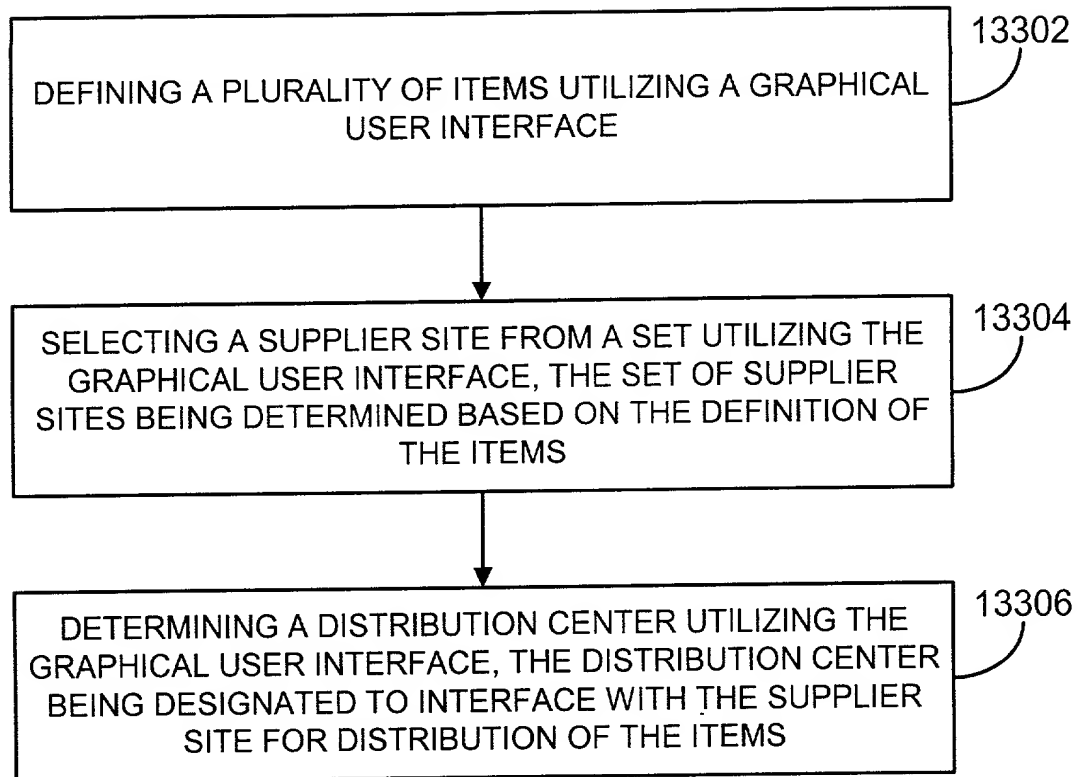 13302
DEFINING A PLURALITY OF ITEMS UTILIZING A GRAPHICAL
USER INTERFACE
13304
SELECTING A SUPPLIER SITE FROM A SET UTILIZING THE
GRAPHICAL USER INTERFACE, THE SET OF SUPPLIER
SITES BEING DETERMINED BASED ON THE DEFINITION OF
THE ITEMS
13306
DETERMINING A DISTRIBUTION CENTER UTILIZING THE
GRAPHICAL USER INTERFACE, THE DISTRIBUTION CENTER
BEING DESIGNATED TO INTERFACE WITH THE SUPPLIER
SITE FOR DISTRIBUTION OF THE ITEMS